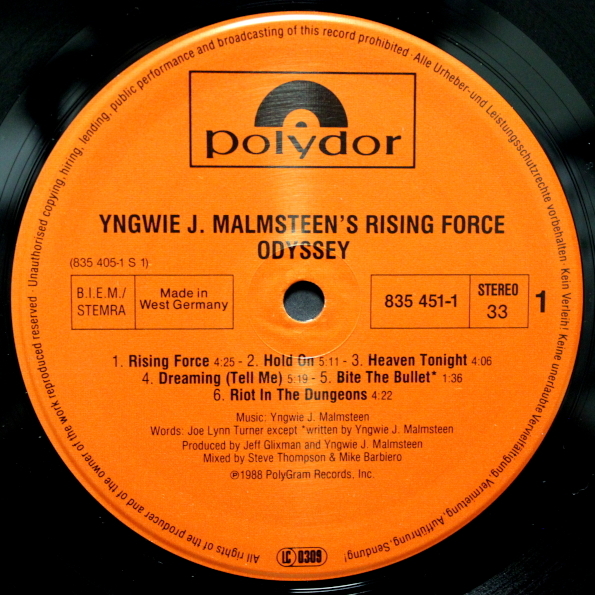 All rights of the producer and of the owner of the work reproduced reserved · Unauthorised copying, hiring, lending, public performance and broadcasting of this record prohibited · Alle Urheber- und Leistungsschutzrechte vorbehalten · Kein Verleih! Keine unerlaubte Vervielfältigung, Vermietung, Aufführung, Sendung!
polydor
YNGWIE J. MALMSTEEN'S RISING FORCE
ODYSSEY
(835 405-1 S 1)
B.I.E.M./
STEMRA
Made in
West Germany
835 451-1
STEREO
33
1
1. Rising Force 4:25 - 2. Hold On 5:11 - 3. Heaven Tonight 4:06
4. Dreaming (Tell Me) 5:19 - 5. Bite The Bullet* 1:36
6. Riot In The Dungeons 4:22
Music: Yngwie J. Malmsteen
Words: Joe Lynn Turner except *written by Yngwie J. Malmsteen
Produced by Jeff Glixman and Yngwie J. Malmsteen
Mixed by Steve Thompson & Mike Barbiero
℗1988 PolyGram Records, Inc.
LC 0309